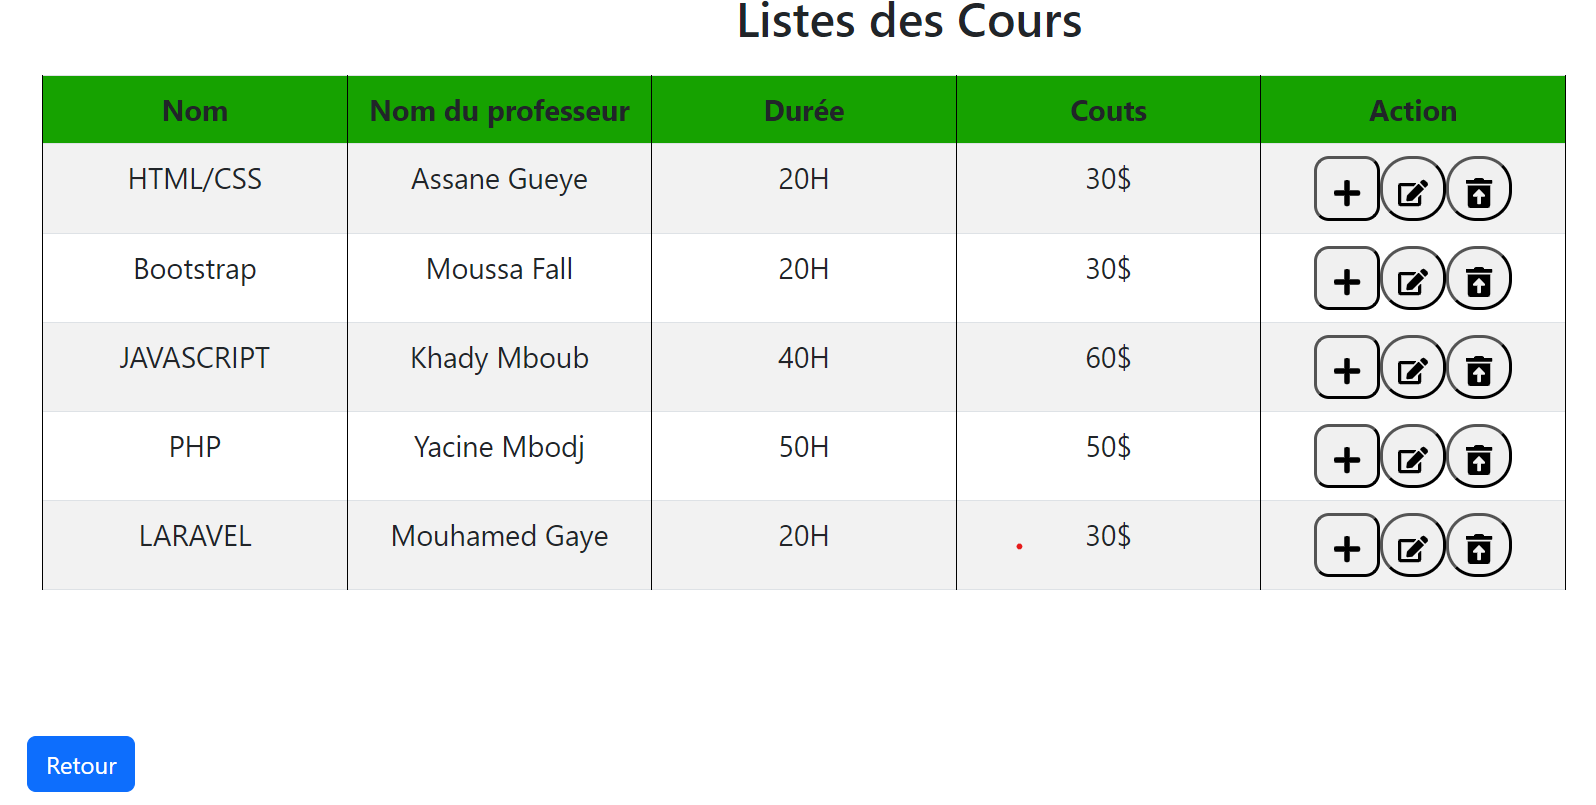 Listes des Cours
Nom Nom du professeur Durée Couts Action
HTML/CSS Assane Gueye 20H 30$
Bootstrap Moussa Fall 20H 30$
JAVASCRIPT Khady Mboub 40H 60$
PHP Yacine Mbodj 50H 50$
LARAVEL Mouhamed Gaye 20H 30$
Retour